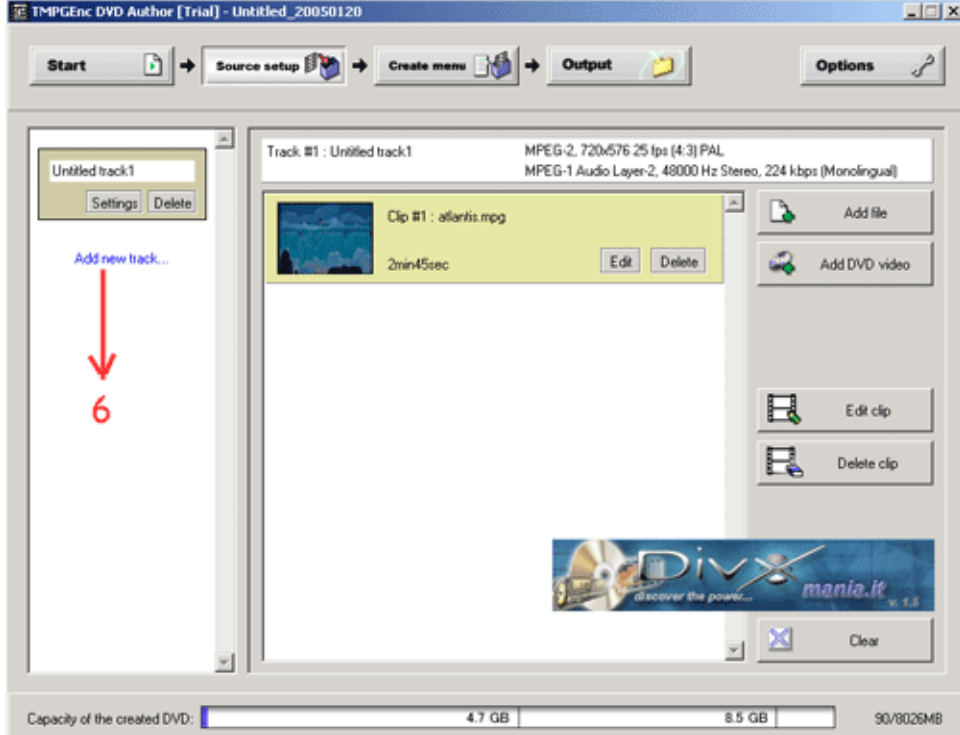 TMPGEnc DVD Author [Trial] - Untitled_20050120
Start
Source setup
Create menu
Output
Options
Untitled track1
Settings
Delete
Add new track...
6
Track #1 : Untitled track1
MPEG-2, 720x576 25 fps (4:3) PAL
MPEG-1 Audio Layer-2, 48000 Hz Stereo, 224 kbps (Monolingual)
Clip #1 : atlantis.mpg
2min45sec
Edit
Delete
Add file
Add DVD video
Edit clip
Delete clip
DivX
mania.it
discover the power...
v. 1.5
Clear
Capacity of the created DVD:
4.7 GB
8.5 GB
90/8026MB